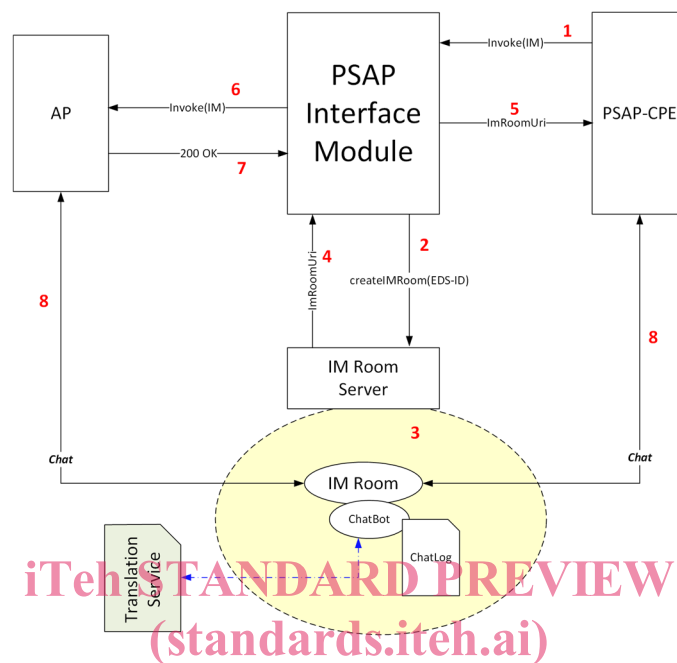 1
Invoke(IM)
6
PSAP
Interface
Module
5
Invoke(IM)
AP
PSAP-CPE
ImRoomUri
200 OK
7
2
4
ImRoomUri
createIMRoom(EDS-ID)
8
8
IM Room
Server
3
Chat
Chat
IM Room
ChatBot
ChatLog
Translation
Service
iTeh STANDARD PREVIEW
(standards.iteh.ai)